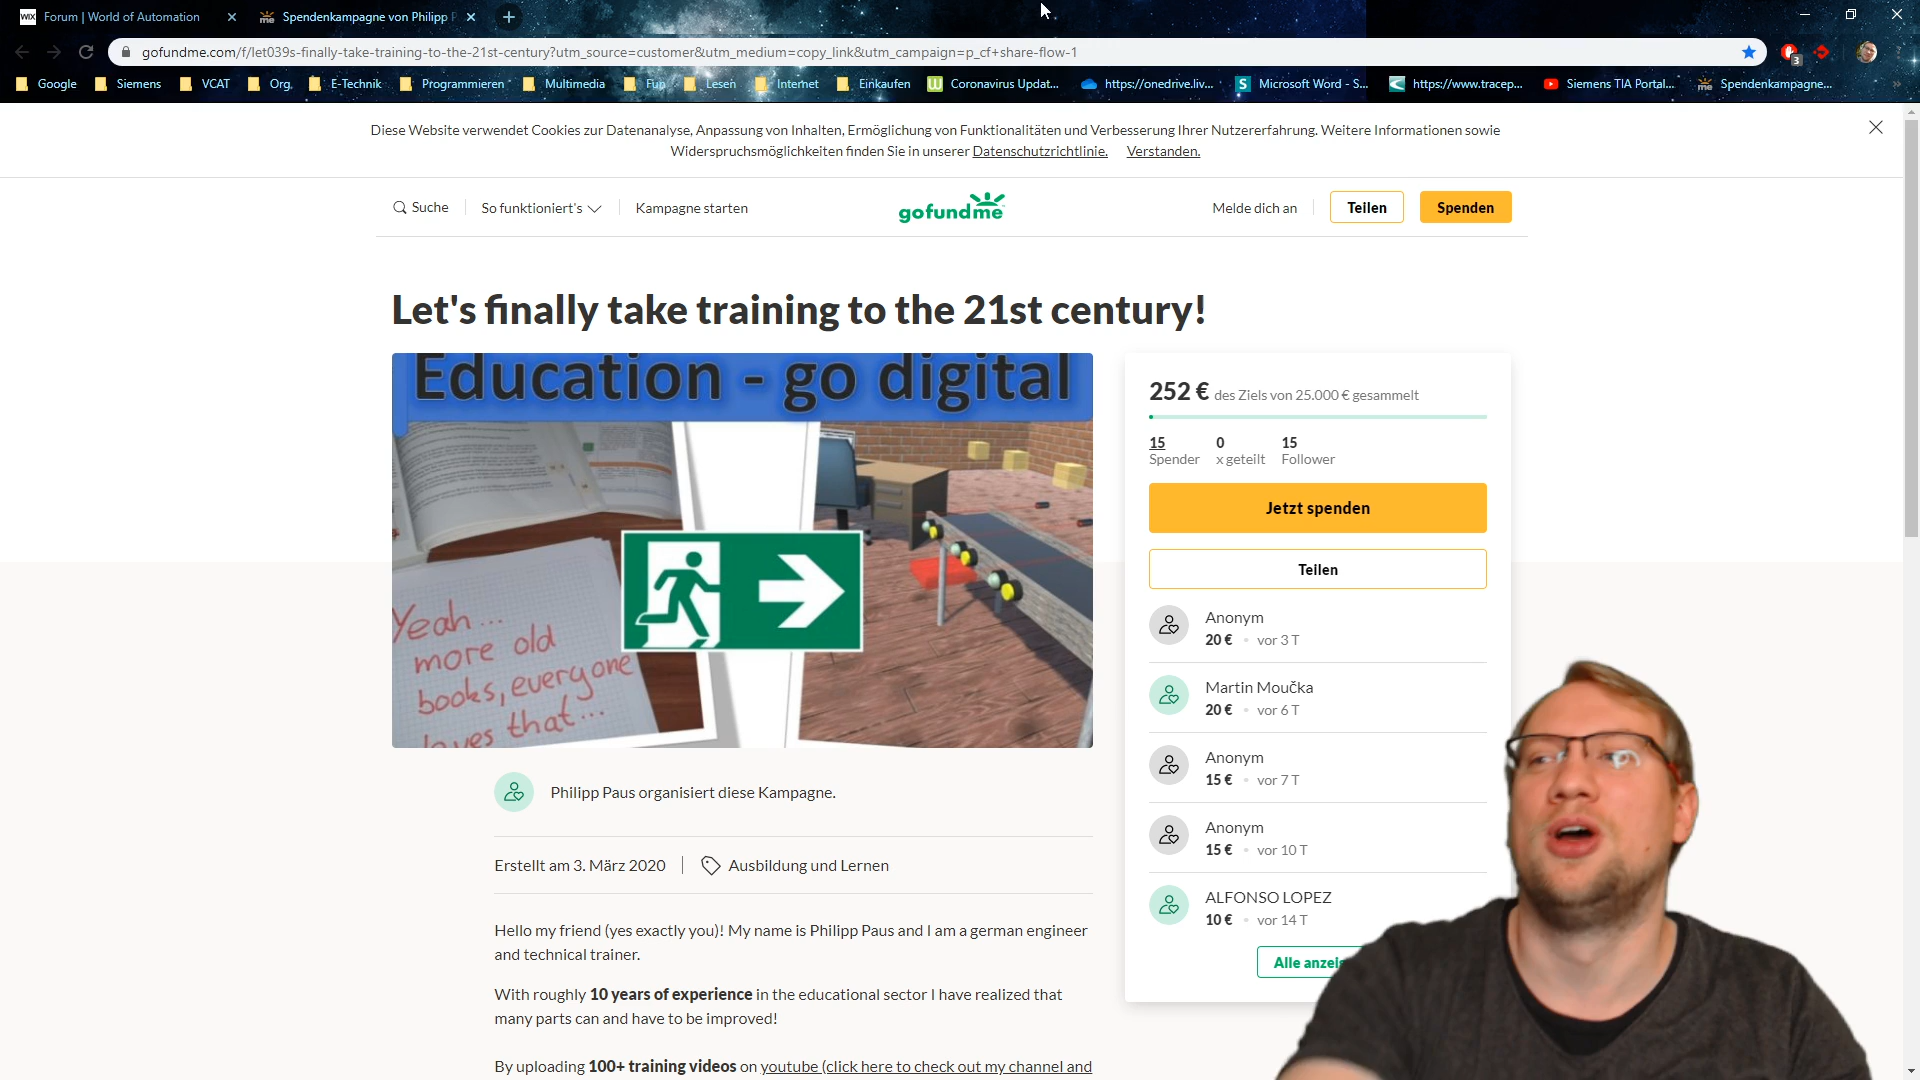 WIX Forum | World of Automation
me Spendenkampagne von Philipp P
gofundme.com/f/let039s-finally-take-training-to-the-21st-century?utm_source=customer&utm_medium=copy_link&utm_campaign=p_cf+share-flow-1
3
Google Siemens VCAT Org. E-Technik Programmieren Multimedia Fun Lesen Internet Einkaufen Coronavirus Updat... https://onedrive.liv... S Microsoft Word - S... https://www.tracep... Siemens TIA Portal... me Spendenkampagne...
Diese Website verwendet Cookies zur Datenanalyse, Anpassung von Inhalten, Ermöglichung von Funktionalitäten und Verbesserung Ihrer Nutzererfahrung. Weitere Informationen sowie
Widerspruchsmöglichkeiten finden Sie in unserer Datenschutzrichtlinie. Verstanden.
Suche So funktioniert's Kampagne starten gofundme Melde dich an Teilen Spenden
Let's finally take training to the 21st century!
Education - go digital
Yeah...
more old
books, everyone
loves that...
252 € des Ziels von 25.000 € gesammelt
15 0 15
Spender x geteilt Follower
Jetzt spenden
Teilen
Anonym
20 € • vor 3 T
Martin Moučka
20 € • vor 6 T
Anonym
15 € • vor 7 T
Anonym
15 € • vor 10 T
ALFONSO LOPEZ
10 € • vor 14 T
Alle anzeig
Philipp Paus organisiert diese Kampagne.
Erstellt am 3. März 2020 Ausbildung und Lernen
Hello my friend (yes exactly you)! My name is Philipp Paus and I am a german engineer
and technical trainer.
With roughly 10 years of experience in the educational sector I have realized that
many parts can and have to be improved!
By uploading 100+ training videos on youtube (click here to check out my channel and